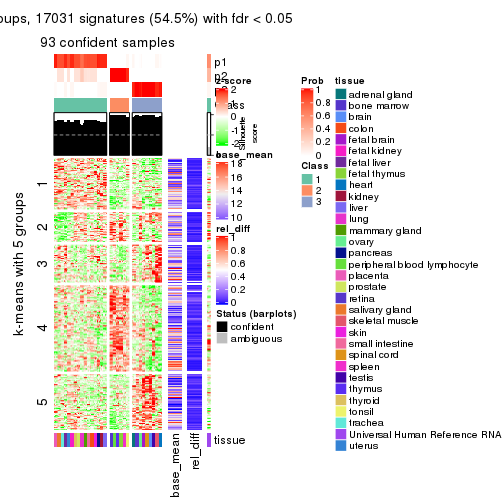 oups, 17031 signatures (54.5%) with fdr < 0.05
93 confident samples
p1
p2
Class
Silhouette
score
k-means with 5 groups
1
2
3
4
5
base_mean
rel_diff
tissue
z-score
2
1
0
-1
-2
base_mean
18
16
14
12
10
rel_diff
1
0.8
0.6
0.4
0.2
0
Status (barplots)
confident
ambiguous
Prob
1
0.8
0.6
0.4
0.2
0
Class
1
2
3
tissue
adrenal gland
bone marrow
brain
colon
fetal brain
fetal kidney
fetal liver
fetal thymus
heart
kidney
liver
lung
mammary gland
ovary
pancreas
peripheral blood lymphocyte
placenta
prostate
retina
salivary gland
skeletal muscle
skin
small intestine
spinal cord
spleen
testis
thymus
thyroid
tonsil
trachea
Universal Human Reference RNA
uterus